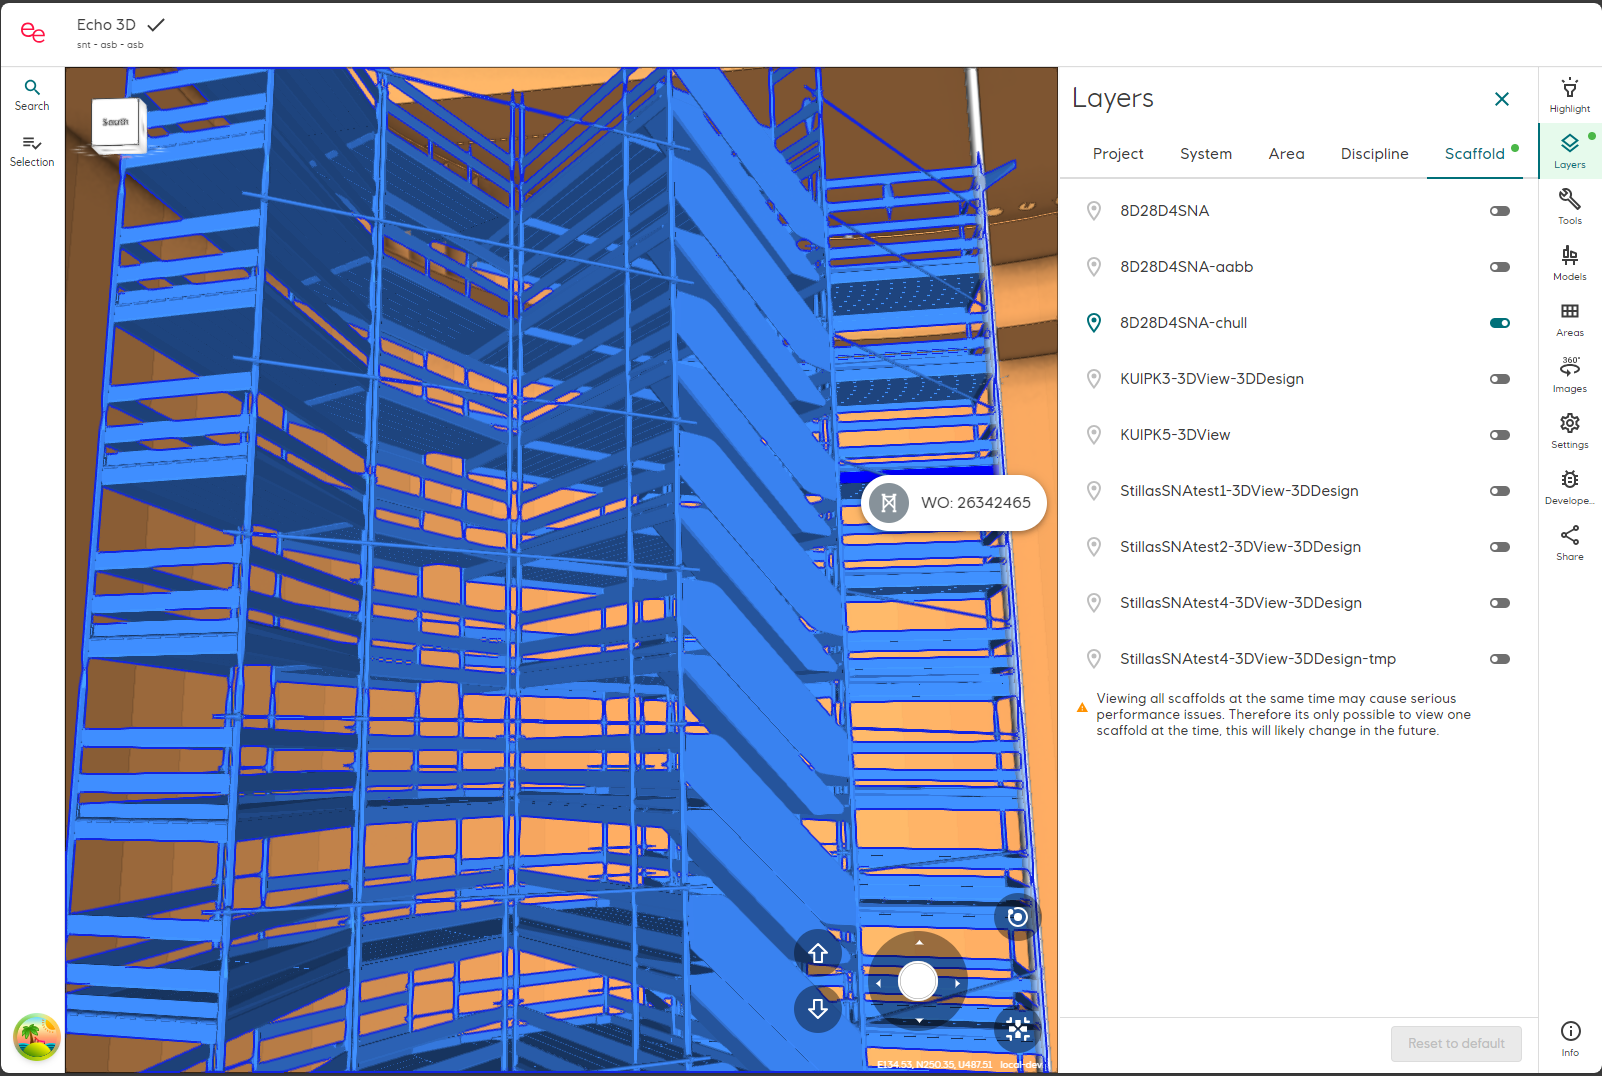 Echo 3D
snt - asb - asb
Search
Selection
South
WO: 26342465
E134.53, N250.35, U487.51 local-dev
Layers
Project System Area Discipline Scaffold
8D28D4SNA
8D28D4SNA-aabb
8D28D4SNA-chull
KUIPK3-3DView-3DDesign
KUIPK5-3DView
StillasSNAtest1-3DView-3DDesign
StillasSNAtest2-3DView-3DDesign
StillasSNAtest4-3DView-3DDesign
StillasSNAtest4-3DView-3DDesign-tmp
Viewing all scaffolds at the same time may cause serious
performance issues. Therefore its only possible to view one
scaffold at the time, this will likely change in the future.
Reset to default
Highlight
Layers
Tools
Models
Areas
360°
Images
Settings
Develope...
Share
Info